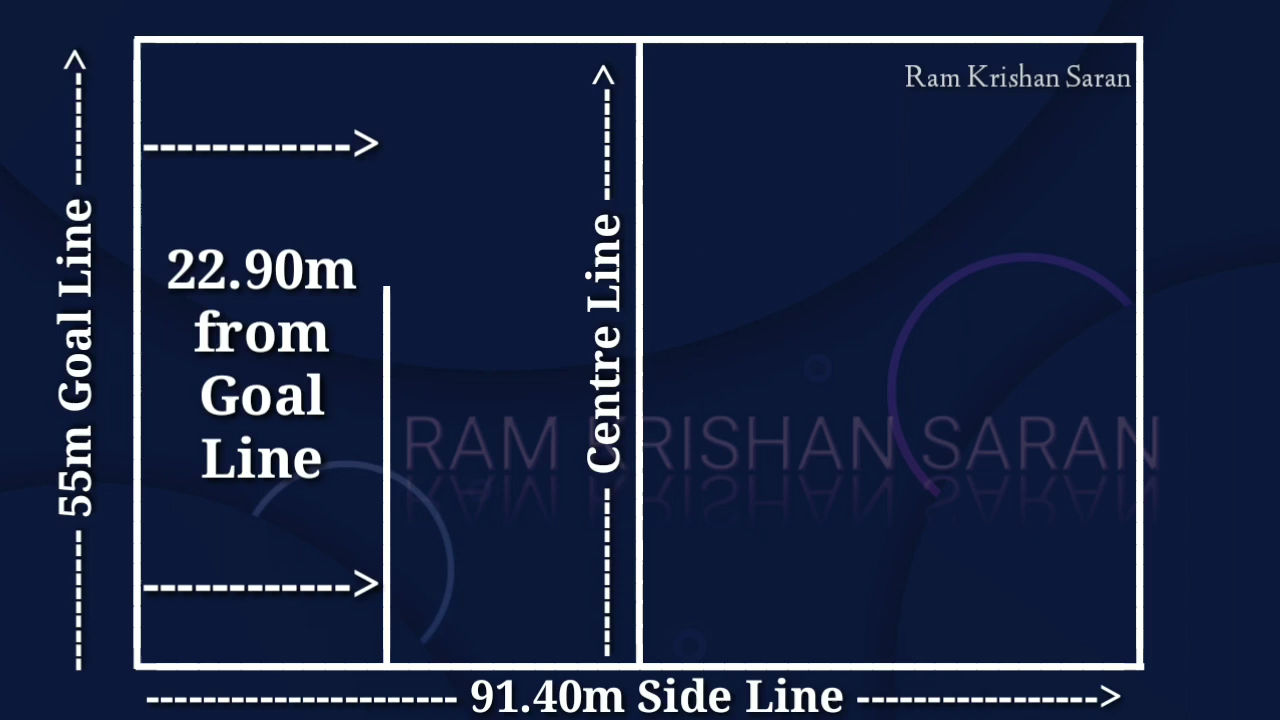 Ram Krishan Saran
------------>
22.90m
from
Goal
Line
------------>
--------- 55m Goal Line -------->
----------- Centre Line -------->
RAM KRISHAN SARAN
---------------------- 91.40m Side Line ----------------->